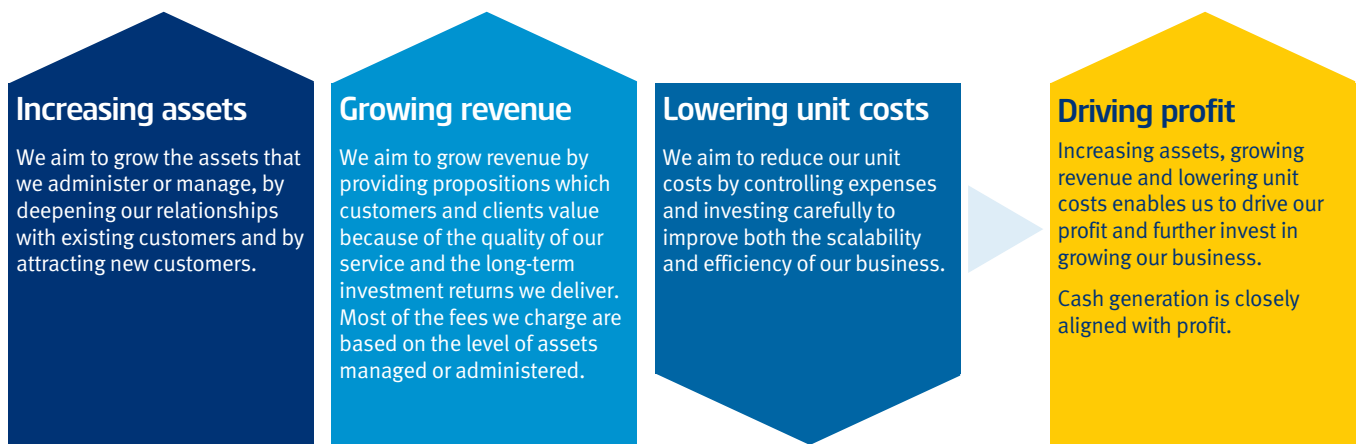 Increasing assets
We aim to grow the assets that
we administer or manage, by
deepening our relationships
with existing customers and by
attracting new customers.
Growing revenue
We aim to grow revenue by
providing propositions which
customers and clients value
because of the quality of our
service and the long-term
investment returns we deliver.
Most of the fees we charge are
based on the level of assets
managed or administered.
Lowering unit costs
We aim to reduce our unit
costs by controlling expenses
and investing carefully to
improve both the scalability
and efficiency of our business.
Driving profit
Increasing assets, growing
revenue and lowering unit
costs enables us to drive our
profit and further invest in
growing our business.
Cash generation is closely
aligned with profit.